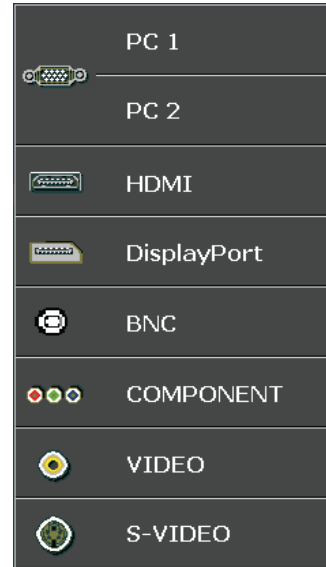 PC 1
PC 2
HDMI
DisplayPort
BNC
COMPONENT
VIDEO
S-VIDEO